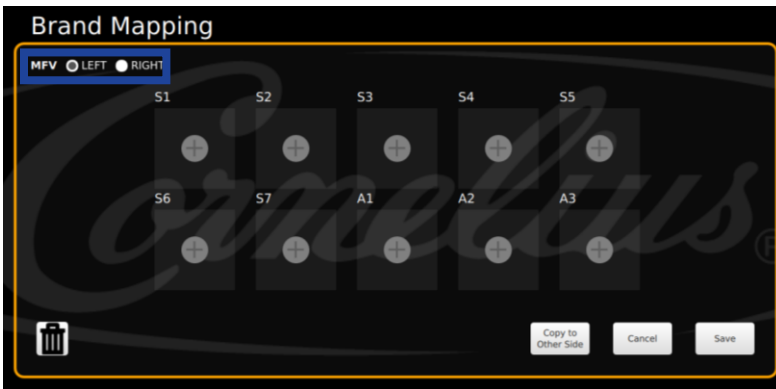 Brand Mapping
MFV LEFT RIGHT
S1 S2 S3 S4 S5
S6 S7 A1 A2 A3
Cornelius®
Copy to
Other Side
Cancel
Save